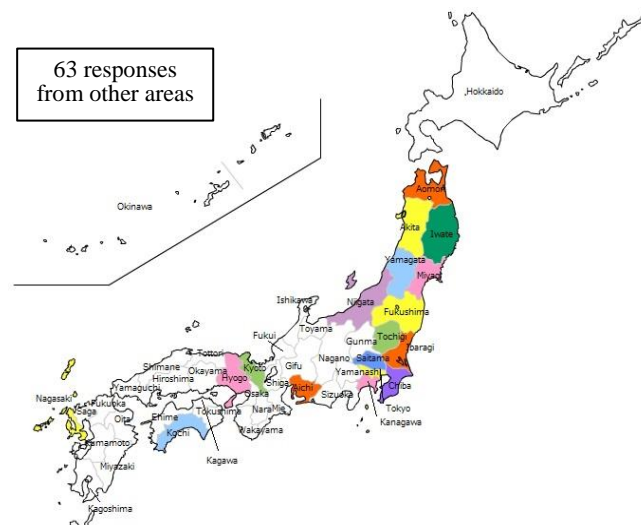 63 responses
from other areas
Hokkaido
Okinawa
Aomori
Akita
Iwate
Yamagata
Miyagi
Niigata
Fukushima
Ishikawa
Toyama
Tochigi
Gunma
Ibaragi
Fukui
Nagano
Saitama
Tottori
Kyoto
Gifu
Yamanashi
Shimane
Okayama
Hyogo
Shiga
Aichi
Chiba
Hiroshima
Yamaguchi
Osaka
Sizuoka
Nagasaki
Fukuoka
Saga
Tokushima
Nara
Mie
Tokyo
Oita
Ehime
Wakayama
Kanagawa
Kochi
Kumamoto
Kagawa
Miyazaki
Kagoshima